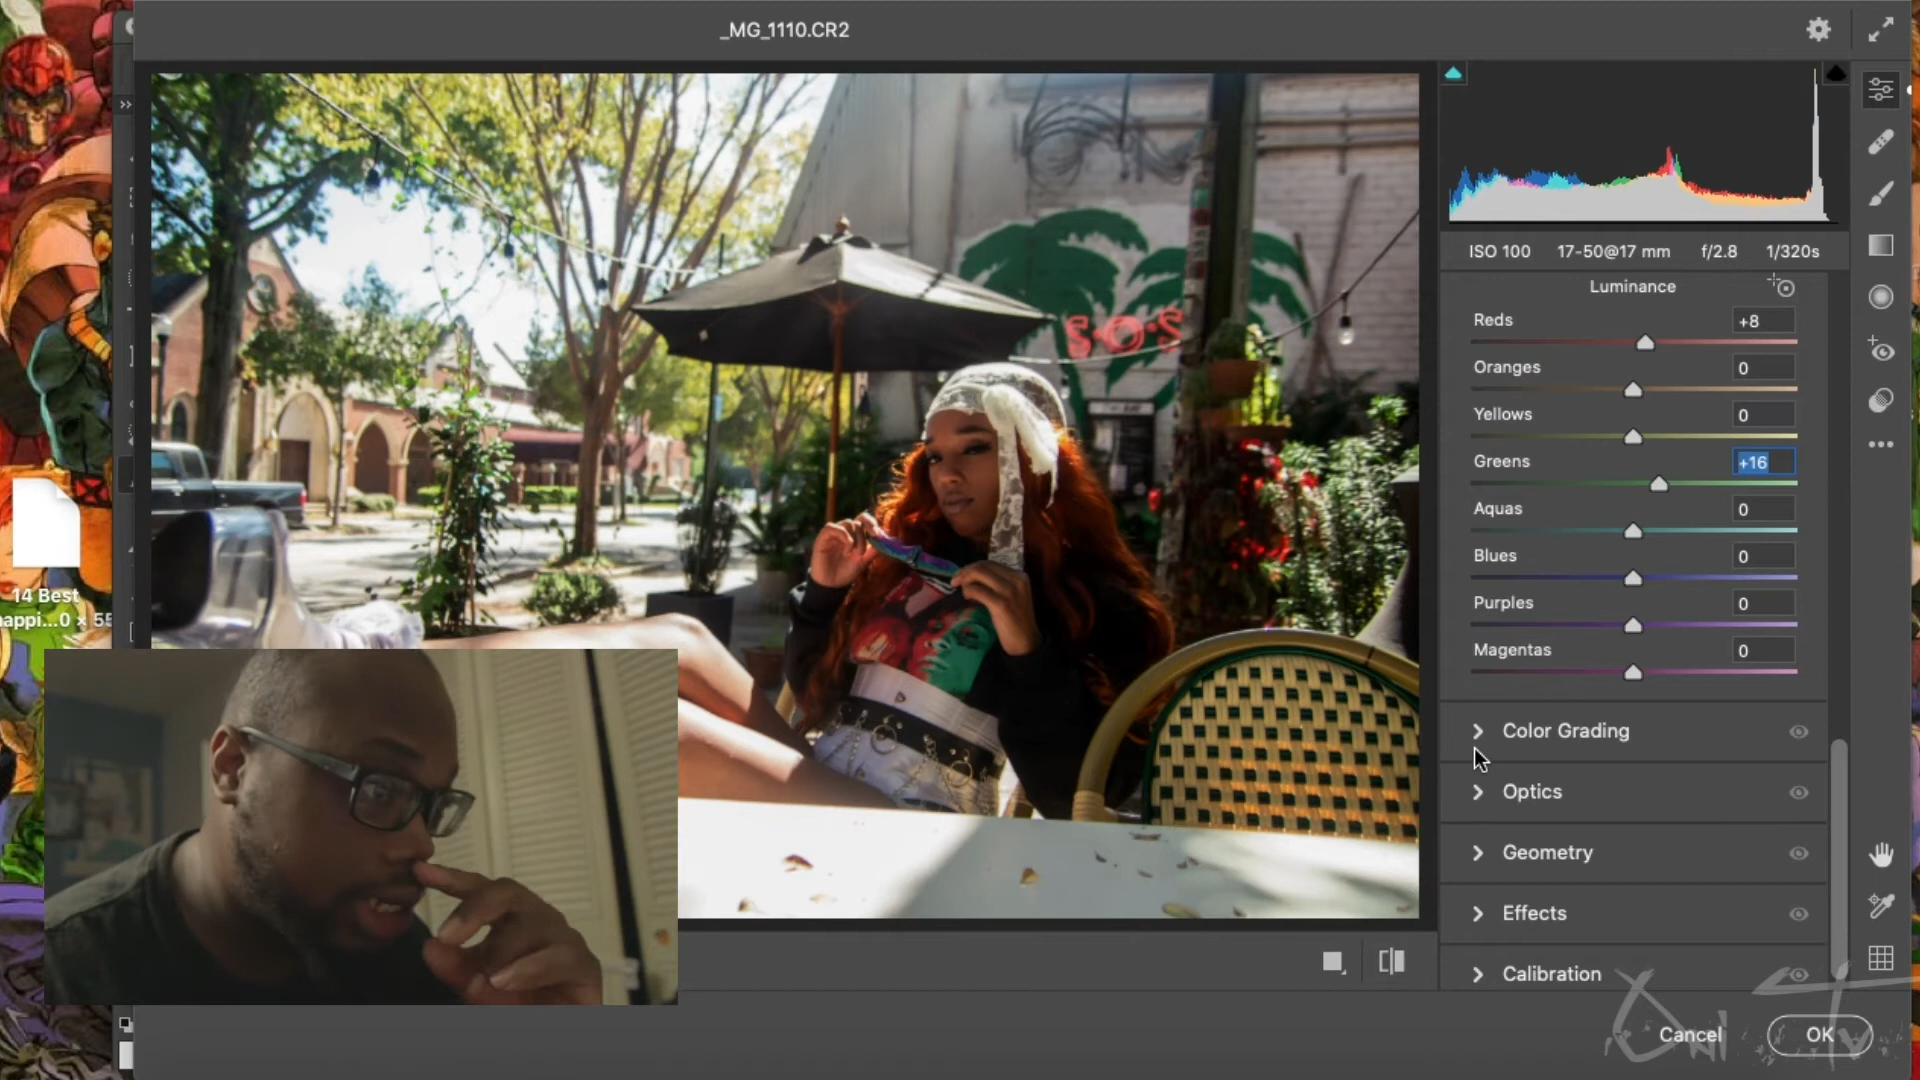 _MG_1110.CR2
ISO 100 17-50@17 mm f/2.8 1/320s
Luminance
Reds +8
Oranges 0
Yellows 0
Greens +16
Aquas 0
Blues 0
Purples 0
Magentas 0
Color Grading
Optics
Geometry
Effects
Calibration
Cancel OK
S·O·S
14 Best